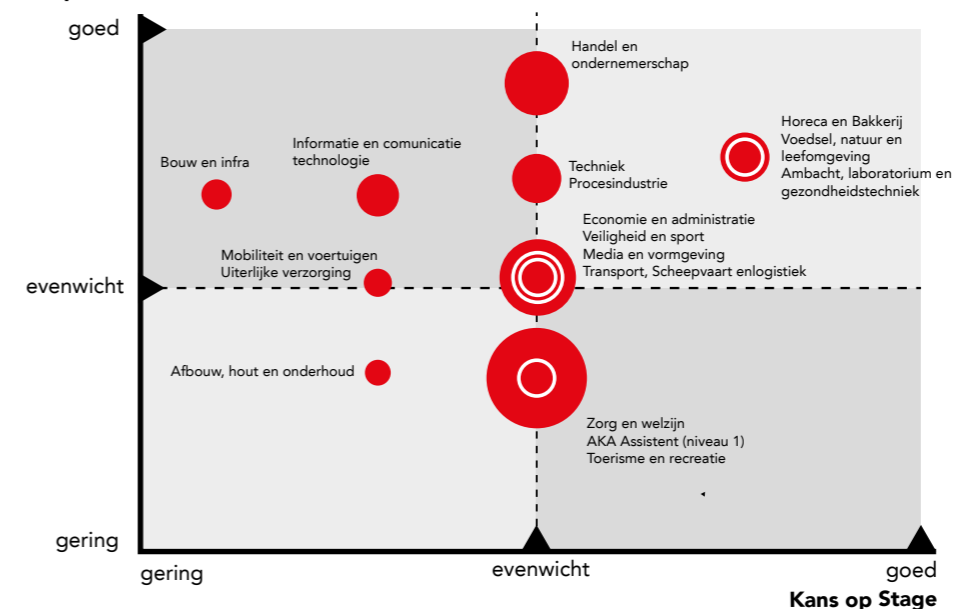 goed
Handel en
ondernemerschap
Horeca en Bakkerij
Voedsel, natuur en
leefomgeving
Ambacht, laboratorium en
gezondheidstechniek
Informatie en comunicatie
technologie
Bouw en infra
Techniek
Procesindustrie
Economie en administratie
Veiligheid en sport
Media en vormgeving
Transport, Scheepvaart enlogistiek
Mobiliteit en voertuigen
Uiterlijke verzorging
evenwicht
Afbouw, hout en onderhoud
Zorg en welzijn
AKA Assistent (niveau 1)
Toerisme en recreatie
gering
gering
evenwicht
goed
Kans op Stage